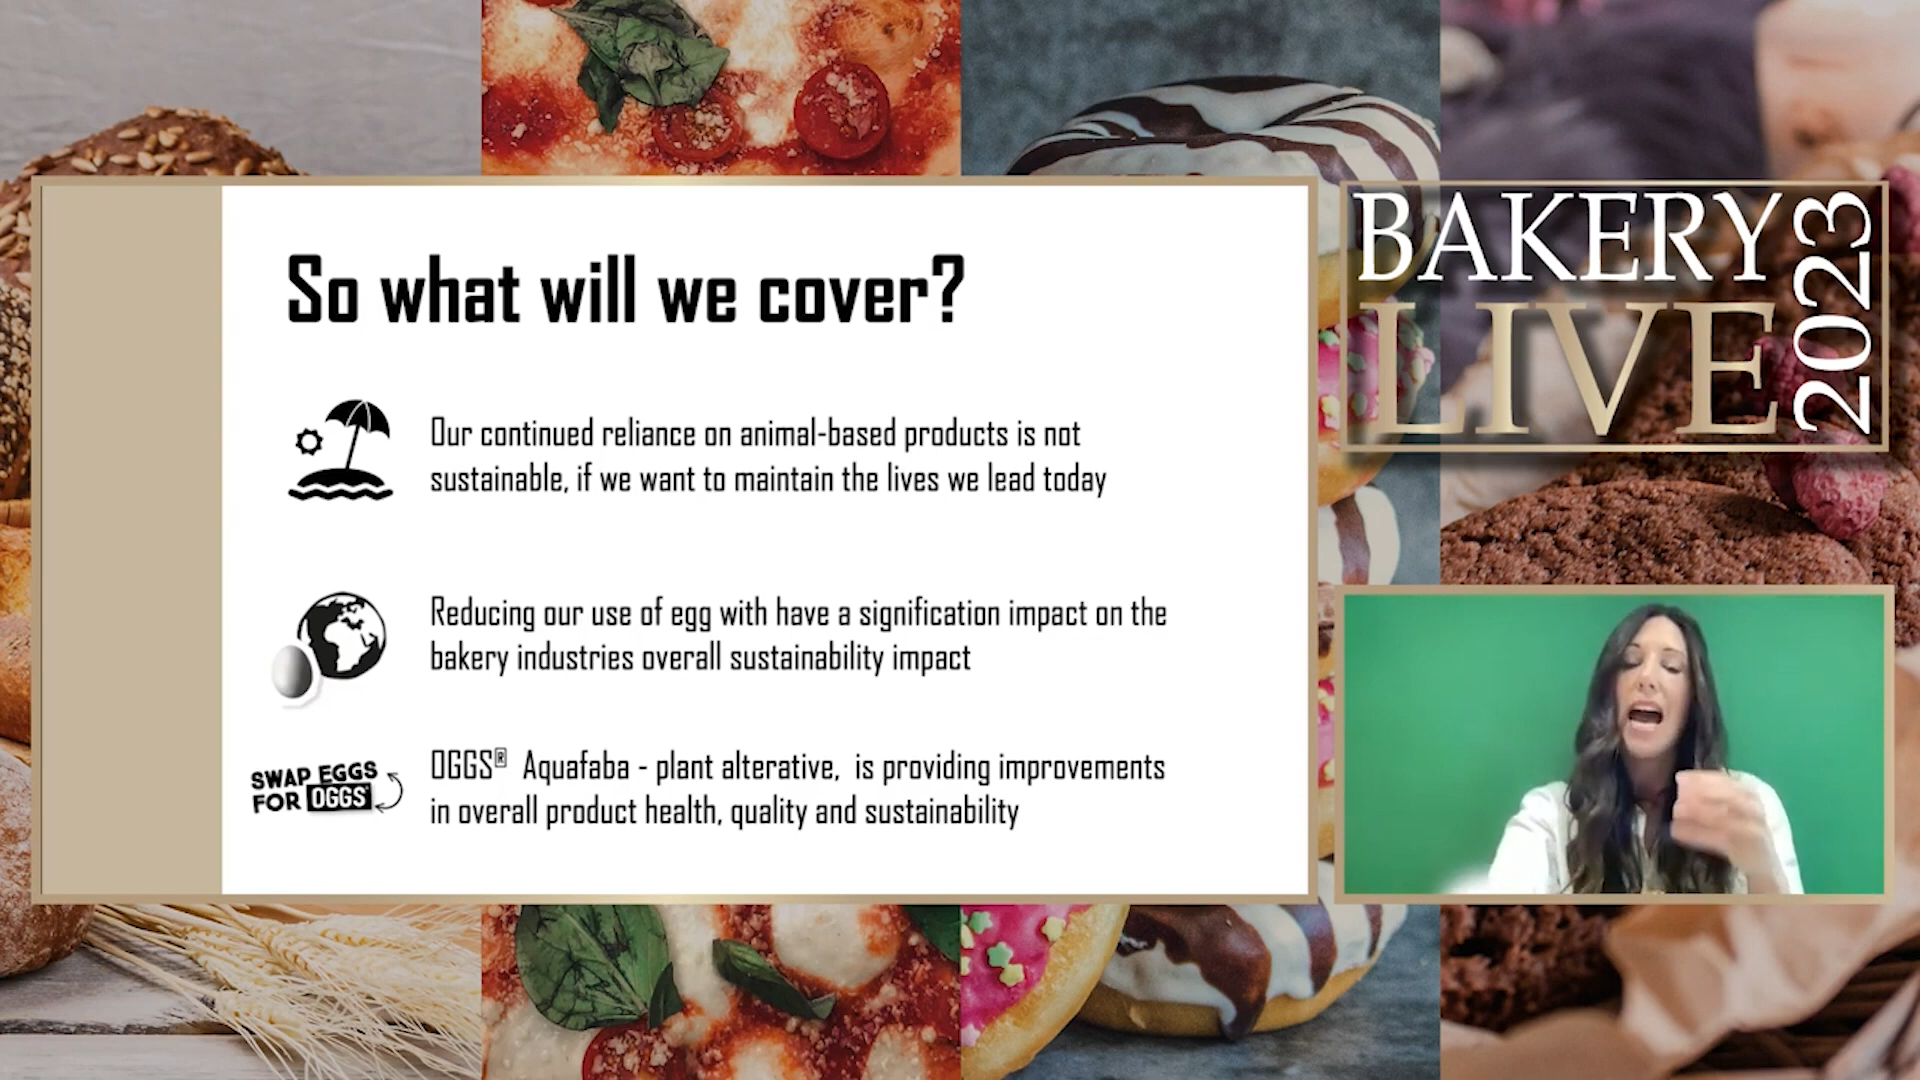 So what will we cover?
Our continued reliance on animal-based products is not
sustainable, if we want to maintain the lives we lead today
Reducing our use of egg with have a signification impact on the
bakery industries overall sustainability impact
SWAP EGGS
FOR OGGS®
OGGS® Aquafaba - plant alterative, is providing improvements
in overall product health, quality and sustainability
BAKERY
LIVE
2023